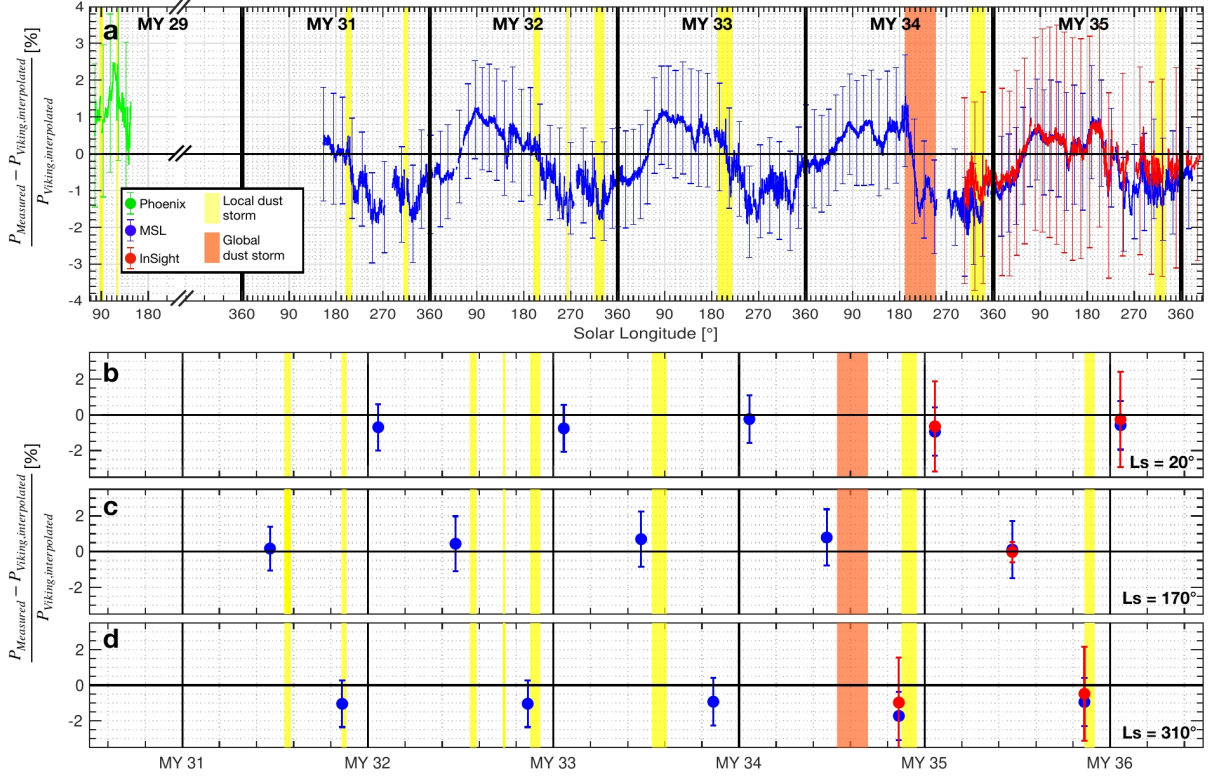 a
MY 29
MY 31
MY 32
MY 33
MY 34
MY 35
4
3
2
1
0
-1
-2
-3
-4
P_Measured − P_Viking,interpolated [%]
P_Viking,interpolated
Phoenix
MSL
InSight
Local dust
storm
Global
dust storm
90 180 360 90 180 270 360 90 180 270 360 90 180 270 360 90 180 270 360 90 180 270 360
Solar Longitude [°]
b
2
0
-2
Ls = 20°
P_Measured − P_Viking,interpolated [%]
P_Viking,interpolated
c
2
0
-2
Ls = 170°
d
2
0
-2
Ls = 310°
MY 31 MY 32 MY 33 MY 34 MY 35 MY 36